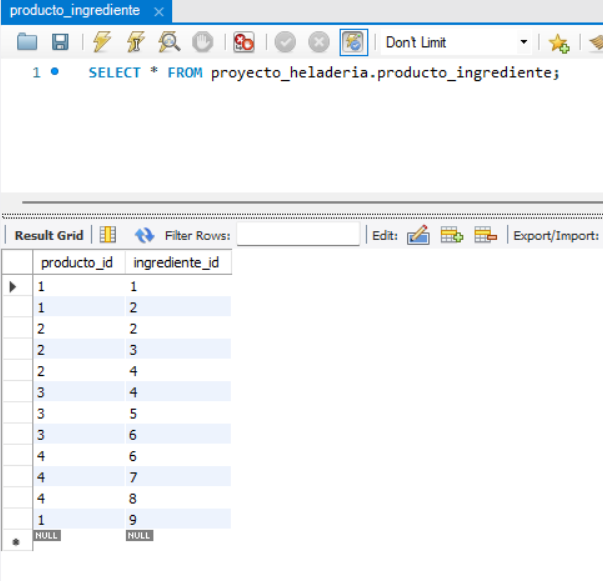 producto_ingrediente ×
Don't Limit
1 SELECT * FROM proyecto_heladeria.producto_ingrediente;
Result Grid Filter Rows: Edit: Export/Import:
producto_id ingrediente_id
1 1
1 2
2 2
2 3
2 4
3 4
3 5
3 6
4 6
4 7
4 8
1 9
* NULL NULL